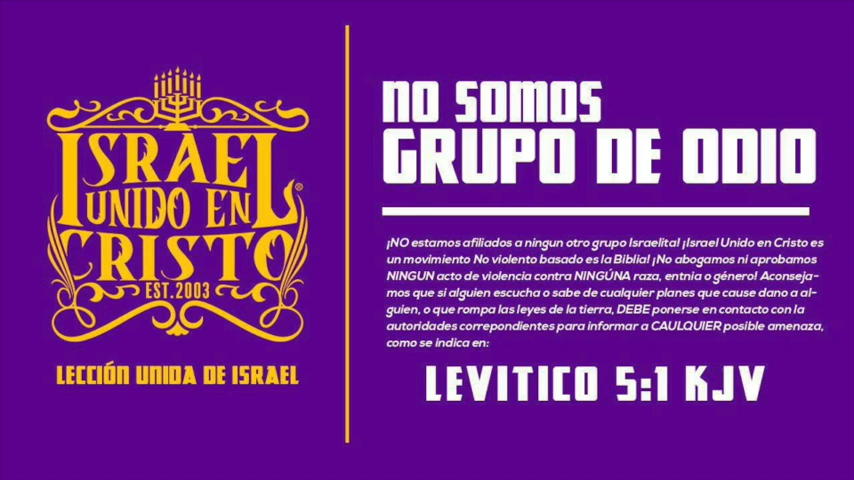 ISRAEL
UNIDO EN
CRISTO
®
EST. 2003
LECCIÓN UNIDA DE ISRAEL
NO SOMOS
GRUPO DE ODIO
¡NO estamos afiliados a ningun otro grupo Israelita! ¡Israel Unido en Cristo es
un movimiento No violento basado es la Biblia! ¡No abogamos ni aprobamos
NINGUN acto de violencia contra NINGÚNA raza, entnia o género! Aconseja-
mos que si alguien escucha o sabe de cualquier planes que cause dano a al-
guien, o que rompa las leyes de la tierra, DEBE ponerse en contacto con la
autoridades correpondientes para informar a CAULQUIER posible amenaza,
como se indica en:
LEVITICO 5:1 KJV